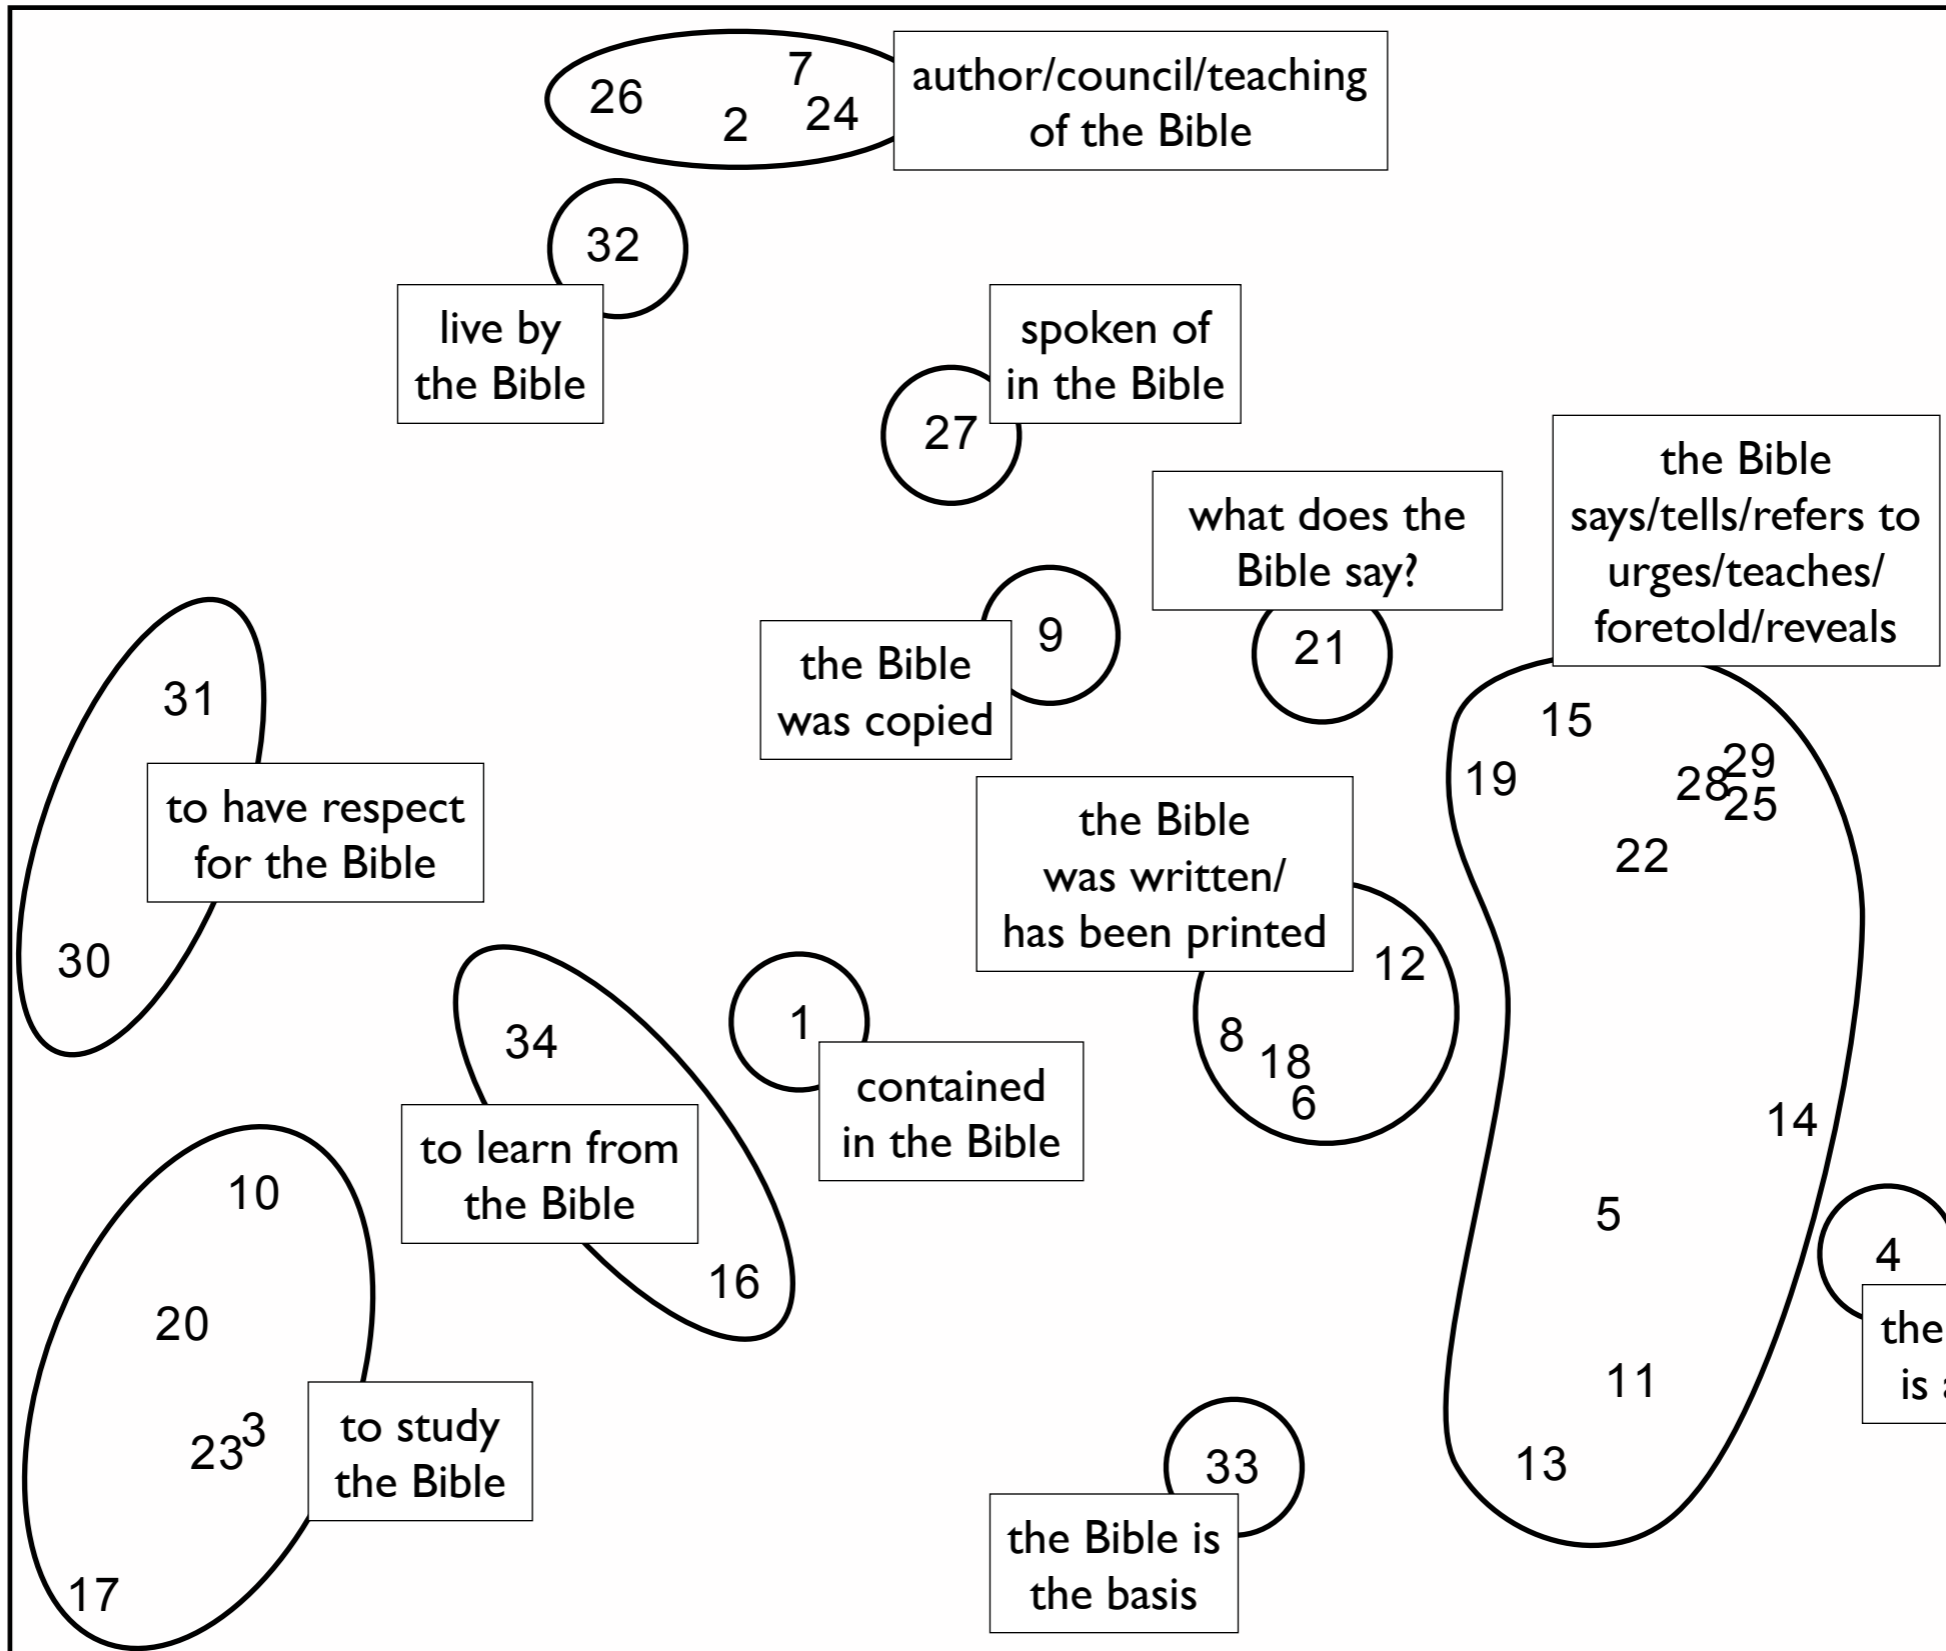 7
26
2
24
author/council/teaching
of the Bible
32
live by
the Bible
spoken of
in the Bible
27
what does the
Bible say?
21
the Bible
says/tells/refers to
urges/teaches/
foretold/reveals
9
the Bible
was copied
31
to have respect
for the Bible
30
15
19
29
28
25
22
14
5
11
13
the Bible
was written/
has been printed
12
8
18
6
34
to learn from
the Bible
16
1
contained
in the Bible
4
the
is
10
20
3
23
17
to study
the Bible
33
the Bible is
the basis